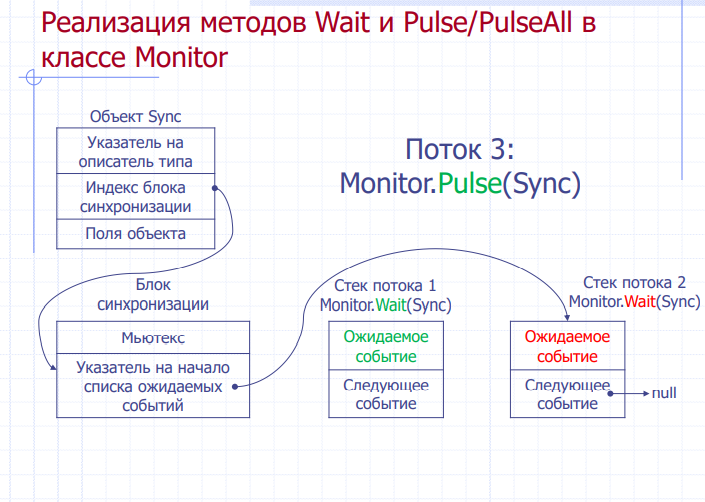 Реализация методов Wait и Pulse/PulseAll в
классе Monitor
Объект Sync
Указатель на
описатель типа
Индекс блока
синхронизации
Поля объекта
Поток 3:
Monitor.Pulse(Sync)
Блок
синхронизации
Мьютекс
Указатель на начало
списка ожидаемых
событий
Стек потока 1
Monitor.Wait(Sync)
Ожидаемое
событие
Следующее
событие
Стек потока 2
Monitor.Wait(Sync)
Ожидаемое
событие
Следующее
событие
null